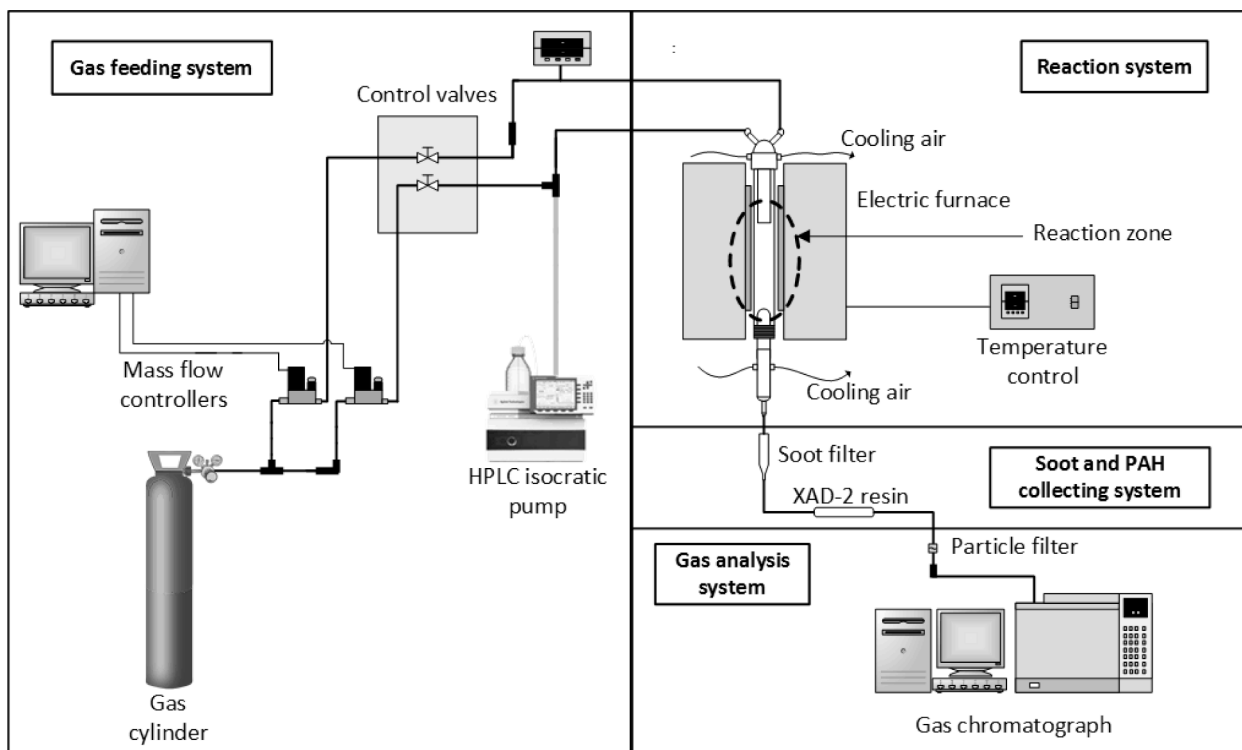 Gas feeding system
Control valves
Mass flow
controllers
HPLC isocratic
pump
Gas
cylinder
:
Reaction system
Cooling air
Electric furnace
Reaction zone
Temperature
control
Cooling air
Soot filter
XAD-2 resin
Soot and PAH
collecting system
Gas analysis
system
Particle filter
Gas chromatograph